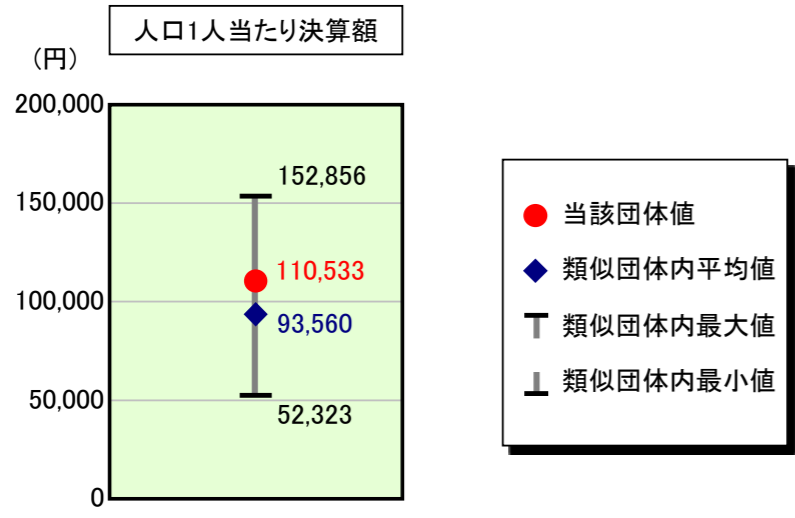 人口1人当たり決算額
(円)
200,000
150,000
100,000
50,000
0
152,856
110,533
93,560
52,323
当該団体値
類似団体内平均値
類似団体内最大値
類似団体内最小値